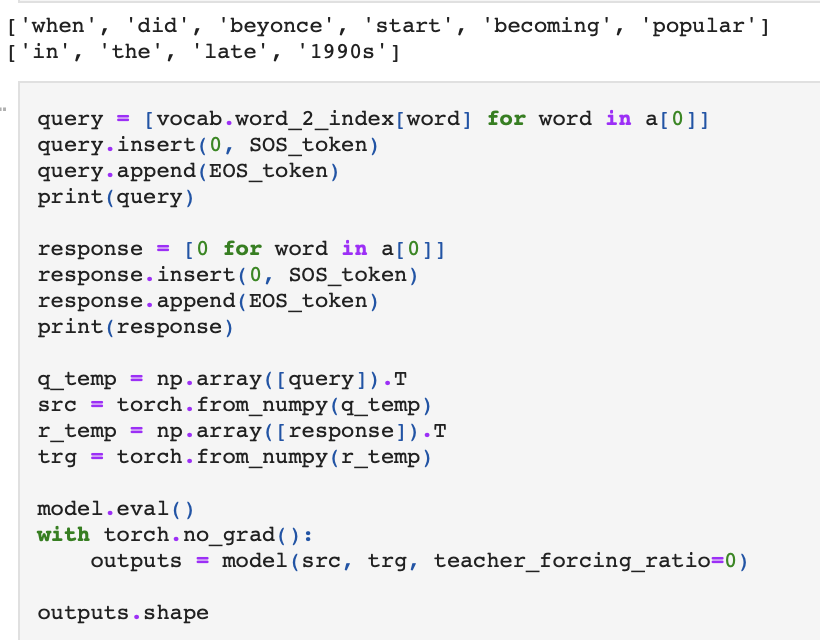 ['when', 'did', 'beyonce', 'start', 'becoming', 'popular']
['in', 'the', 'late', '1990s']
query = [vocab.word_2_index[word] for word in a[0]]
query.insert(0, SOS_token)
query.append(EOS_token)
print(query)
response = [0 for word in a[0]]
response.insert(0, SOS_token)
response.append(EOS_token)
print(response)
q_temp = np.array([query]).T
src = torch.from_numpy(q_temp)
r_temp = np.array([response]).T
trg = torch.from_numpy(r_temp)
model.eval()
with torch.no_grad():
    outputs = model(src, trg, teacher_forcing_ratio=0)
outputs.shape